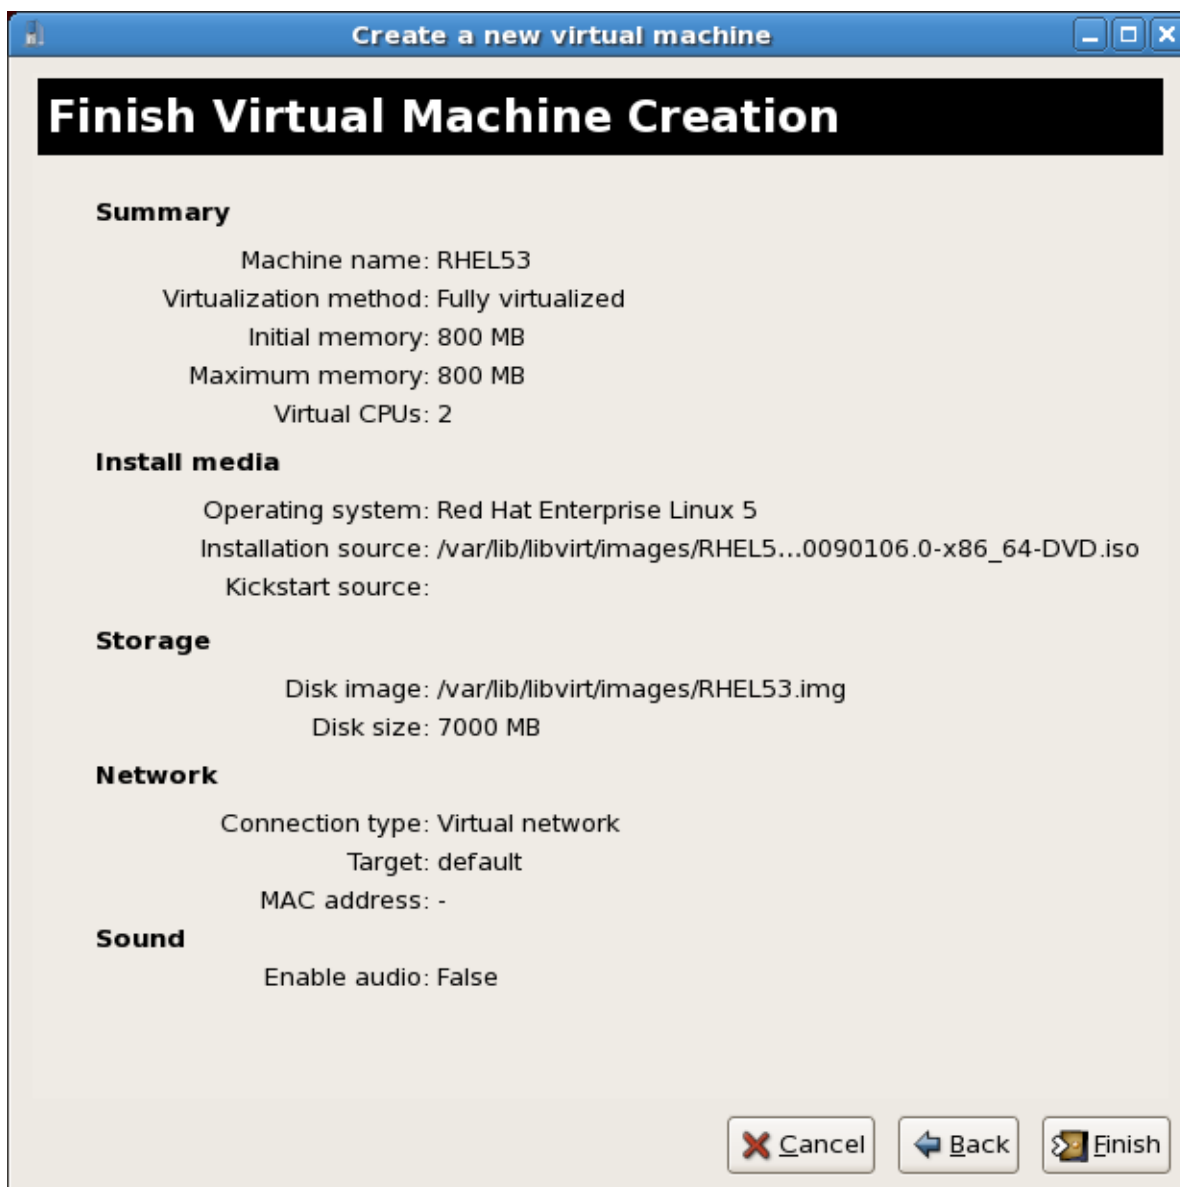 Create a new virtual machine
Finish Virtual Machine Creation
Summary
Machine name: RHEL53
Virtualization method: Fully virtualized
Initial memory: 800 MB
Maximum memory: 800 MB
Virtual CPUs: 2
Install media
Operating system: Red Hat Enterprise Linux 5
Installation source: /var/lib/libvirt/images/RHEL5...0090106.0-x86_64-DVD.iso
Kickstart source:
Storage
Disk image: /var/lib/libvirt/images/RHEL53.img
Disk size: 7000 MB
Network
Connection type: Virtual network
Target: default
MAC address: -
Sound
Enable audio: False
Cancel Back Finish